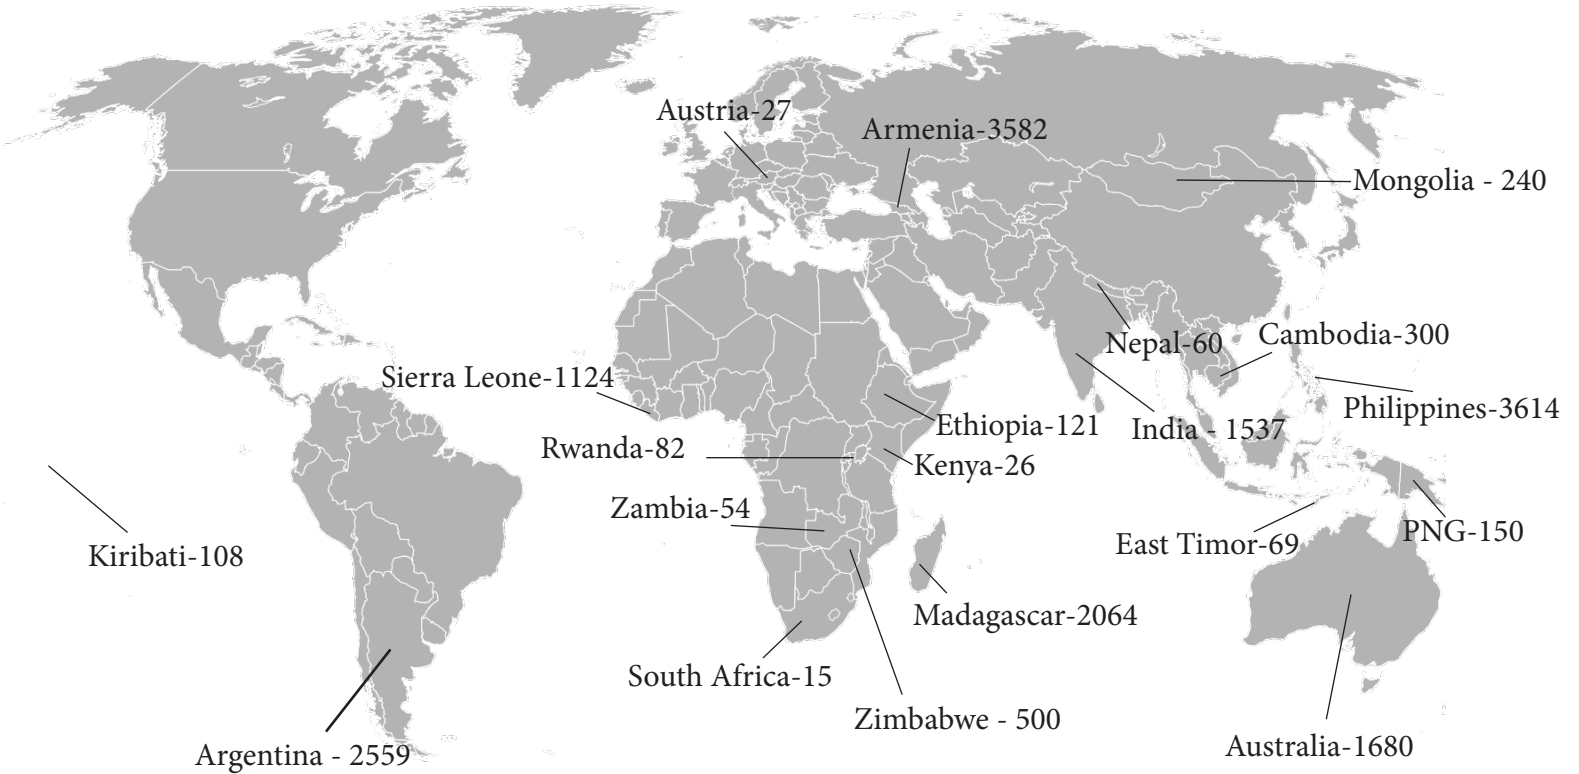 Austria-27
Armenia-3582
Mongolia - 240
Nepal-60
Cambodia-300
Sierra Leone-1124
Philippines-3614
Ethiopia-121
India - 1537
Rwanda-82
Kenya-26
Zambia-54
PNG-150
East Timor-69
Kiribati-108
Madagascar-2064
South Africa-15
Zimbabwe - 500
Australia-1680
Argentina - 2559